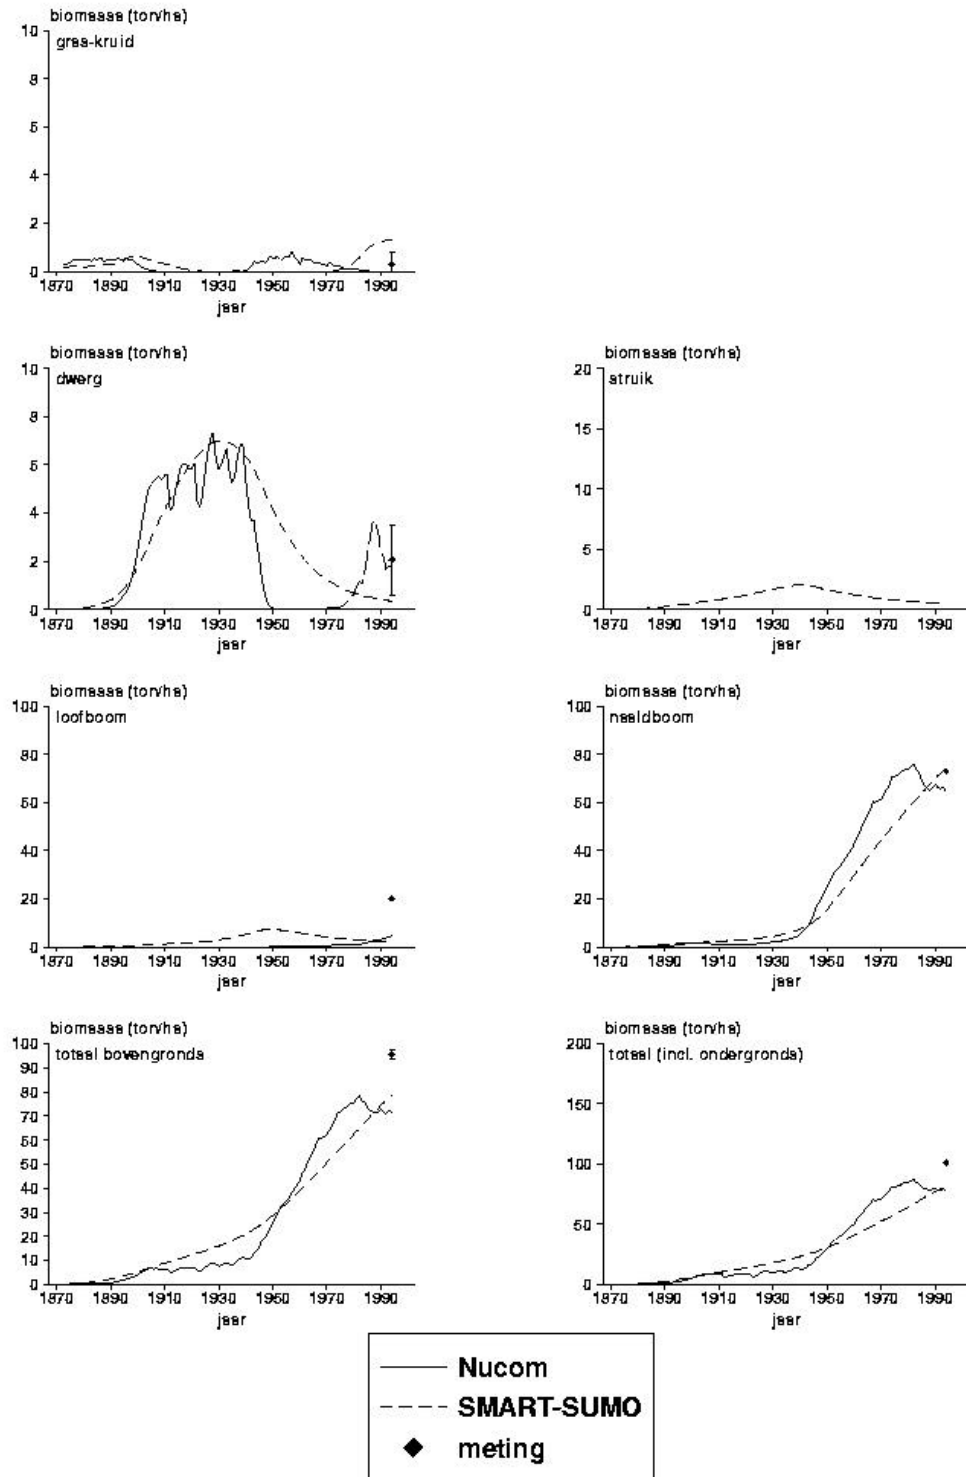 biomassa (ton/ha)
gras-kruid
10
8
6
4
2
0
1870 1890 1910 1930 1950 1970 1990
jaar
biomassa (ton/ha)
dwerg
10
8
6
4
2
0
1870 1890 1910 1930 1950 1970 1990
jaar
biomassa (ton/ha)
struik
20
15
10
5
0
1870 1890 1910 1930 1950 1970 1990
jaar
biomassa (ton/ha)
loofboom
100
80
60
40
20
0
1870 1890 1910 1930 1950 1970 1990
jaar
biomassa (ton/ha)
naaldboom
100
80
60
40
20
0
1870 1890 1910 1930 1950 1970 1990
jaar
biomassa (ton/ha)
totaal bovengronds
100
90
80
70
60
50
40
30
20
10
0
1870 1890 1910 1930 1950 1970 1990
jaar
biomassa (ton/ha)
totaal (incl. ondergronds)
200
150
100
50
0
1870 1890 1910 1930 1950 1970 1990
jaar
Nucom
SMART-SUMO
meting